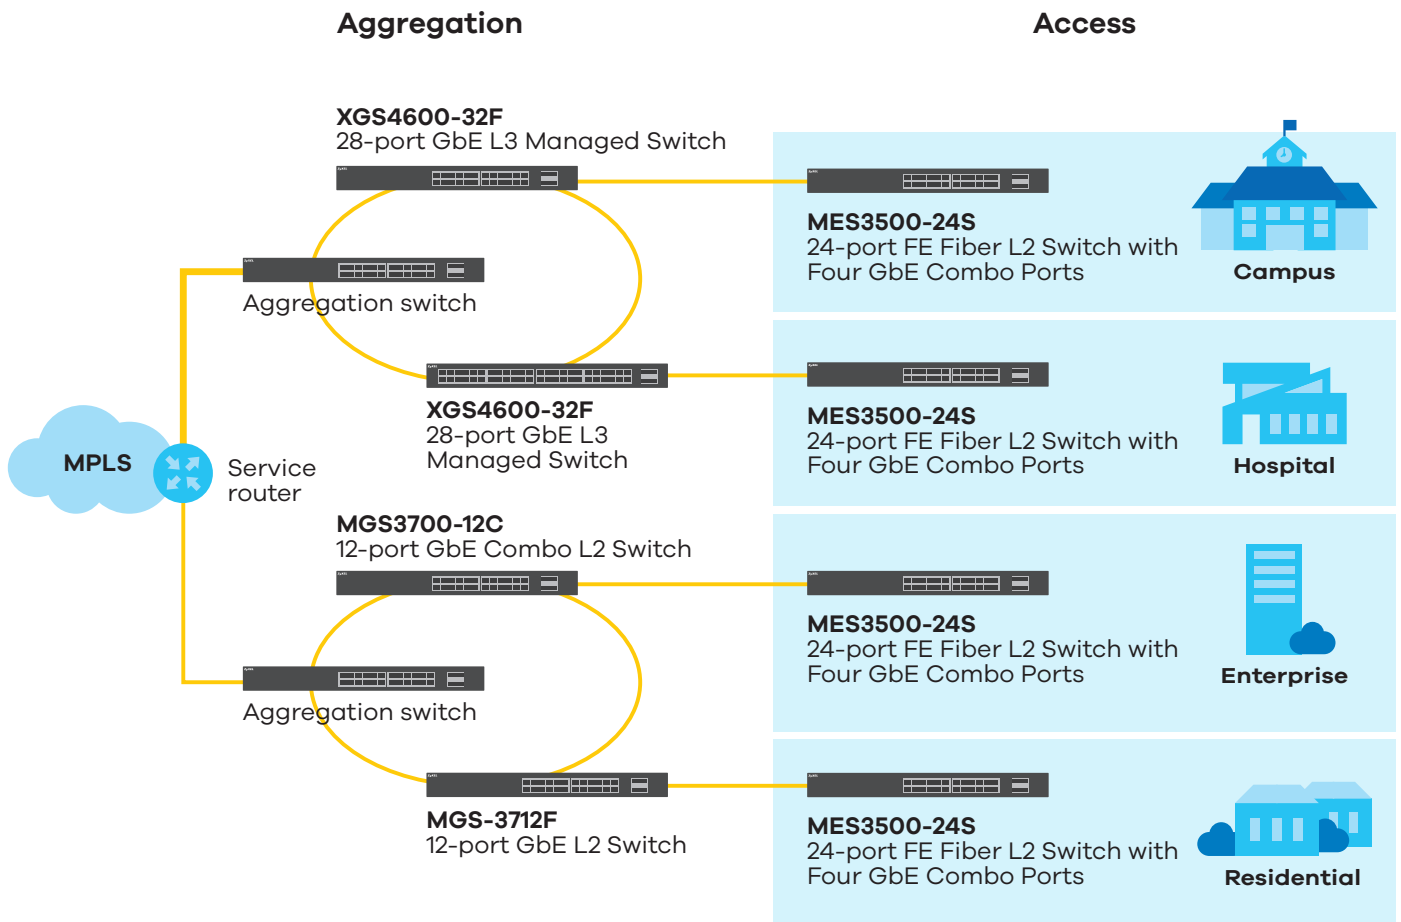 Aggregation
Access
XGS4600-32F
28-port GbE L3 Managed Switch
MES3500-24S
24-port FE Fiber L2 Switch with
Four GbE Combo Ports
Campus
Aggregation switch
XGS4600-32F
28-port GbE L3
Managed Switch
MES3500-24S
24-port FE Fiber L2 Switch with
Four GbE Combo Ports
Hospital
MPLS
Service
router
MGS3700-12C
12-port GbE Combo L2 Switch
MES3500-24S
24-port FE Fiber L2 Switch with
Four GbE Combo Ports
Enterprise
Aggregation switch
MGS-3712F
12-port GbE L2 Switch
MES3500-24S
24-port FE Fiber L2 Switch with
Four GbE Combo Ports
Residential